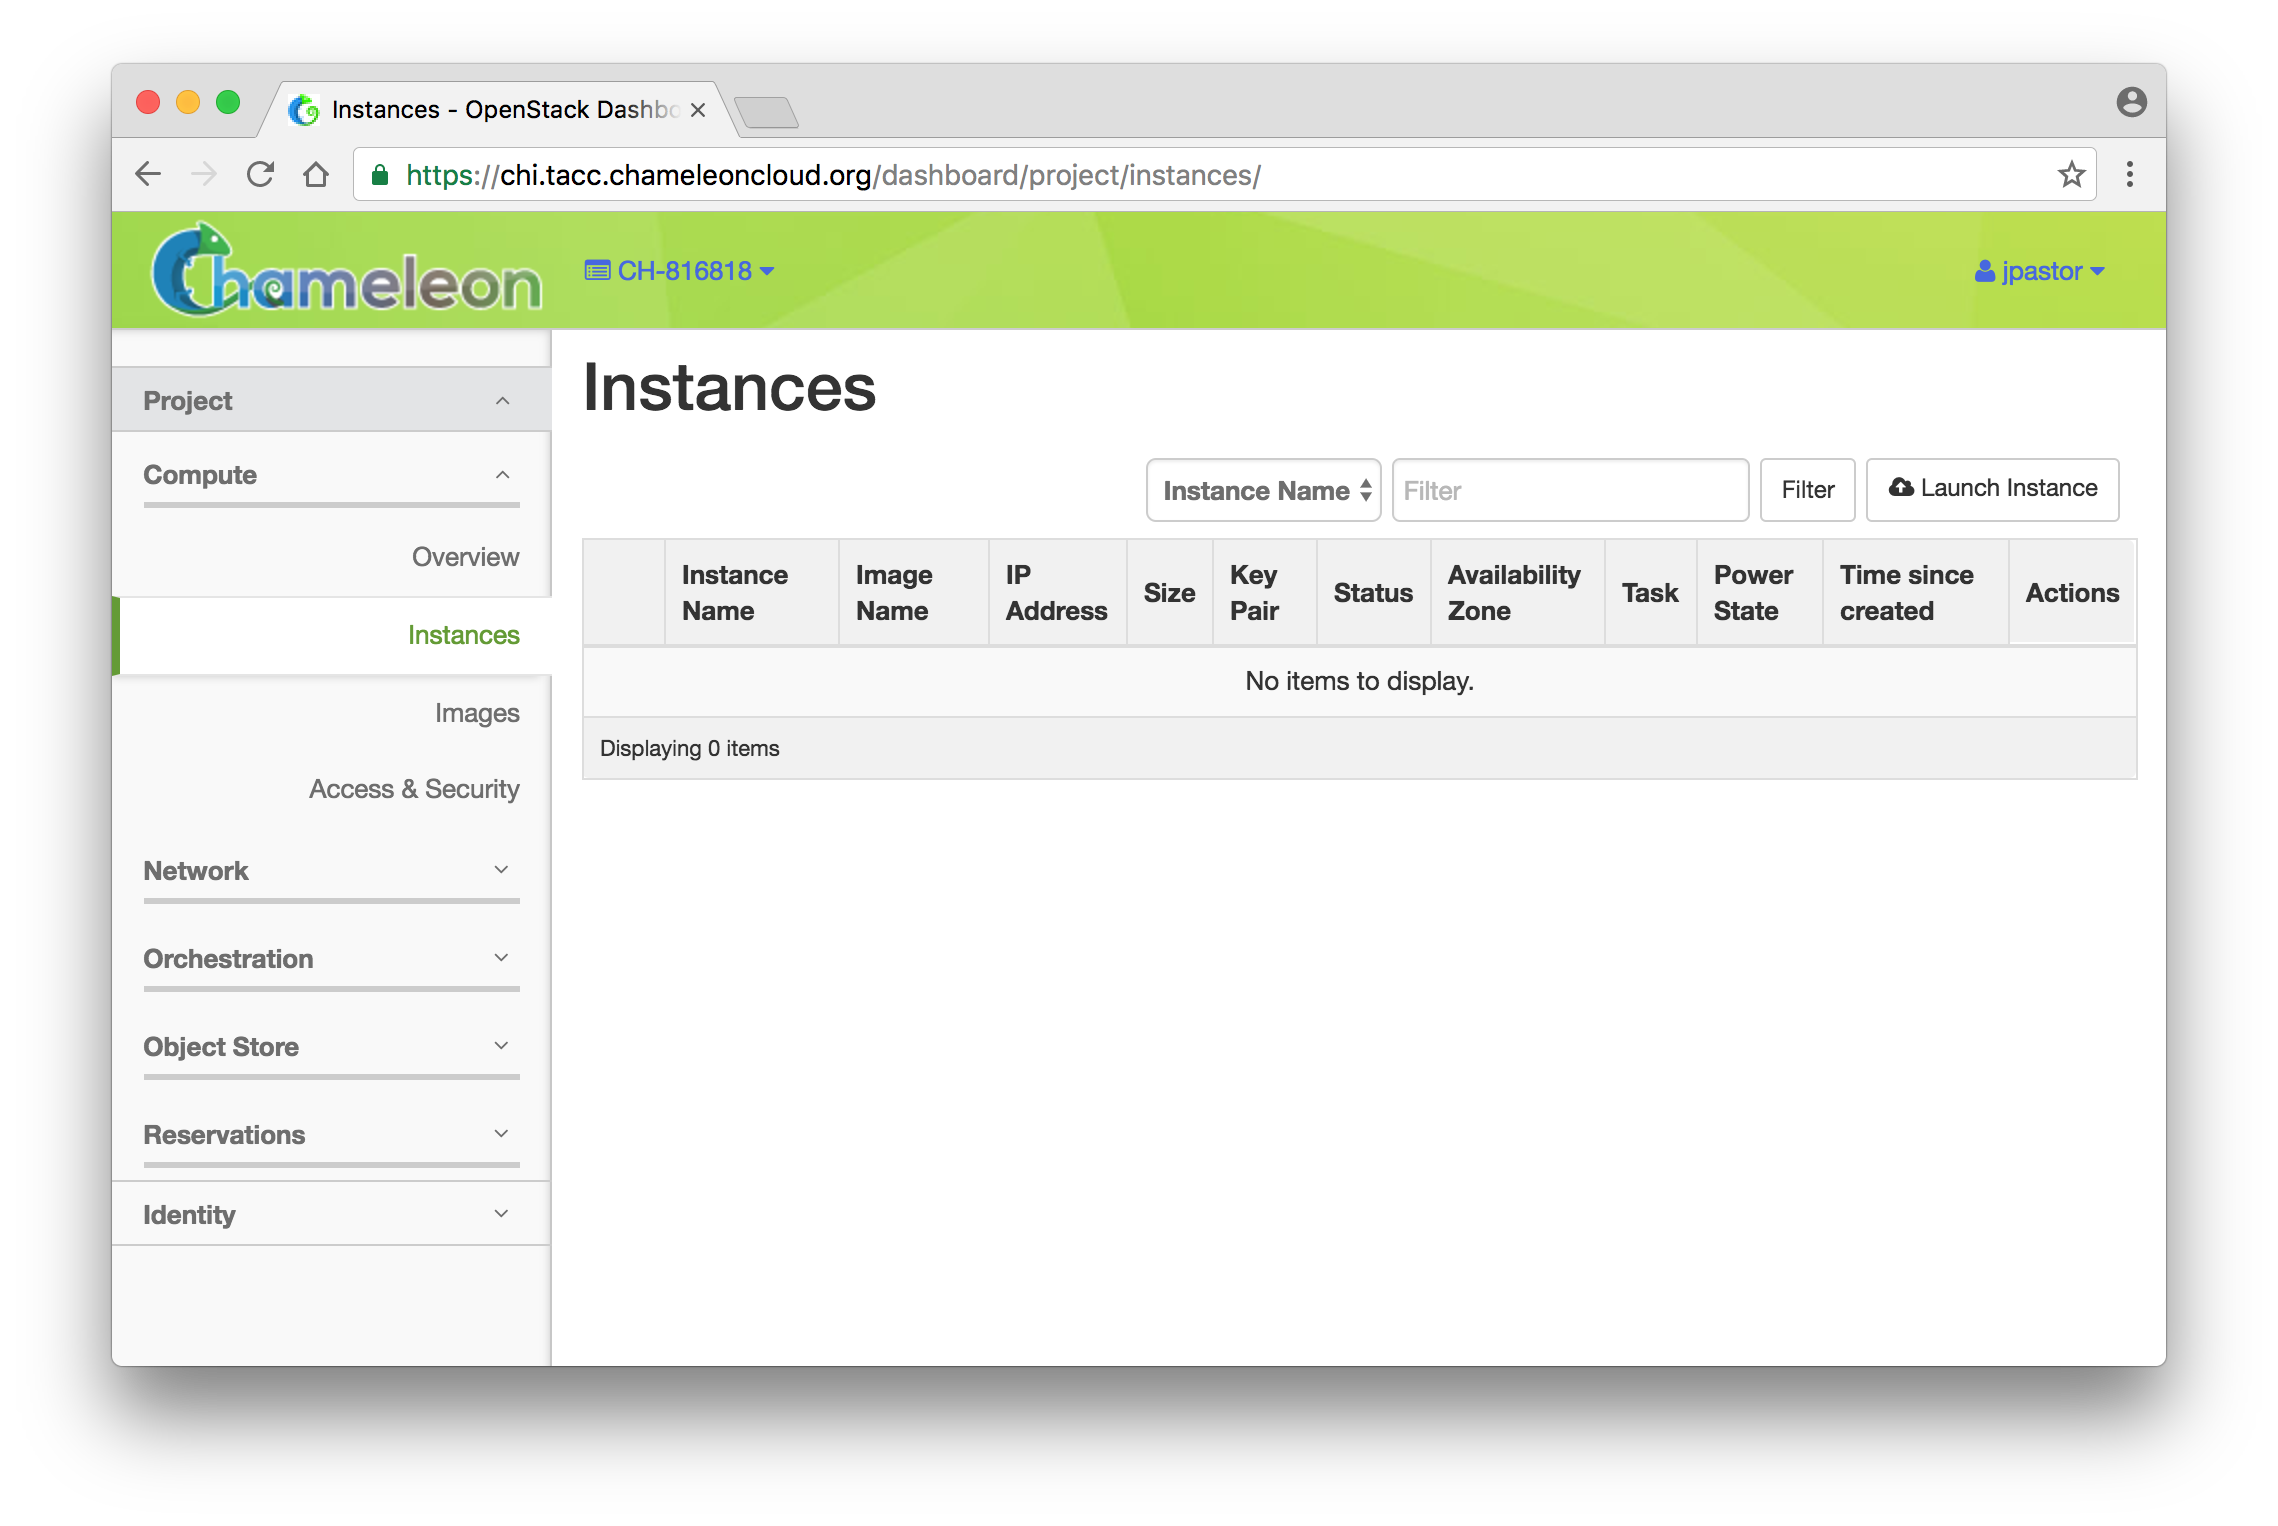 Instances - OpenStack Dashbo
https://chi.tacc.chameleoncloud.org/dashboard/project/instances/
Chameleon
CH-816818
jpastor
Project
Compute
Overview
Instances
Images
Access & Security
Network
Orchestration
Object Store
Reservations
Identity
Instances
Instance Name
Filter
Filter
Launch Instance
Instance Name
Image Name
IP Address
Size
Key Pair
Status
Availability Zone
Task
Power State
Time since created
Actions
No items to display.
Displaying 0 items